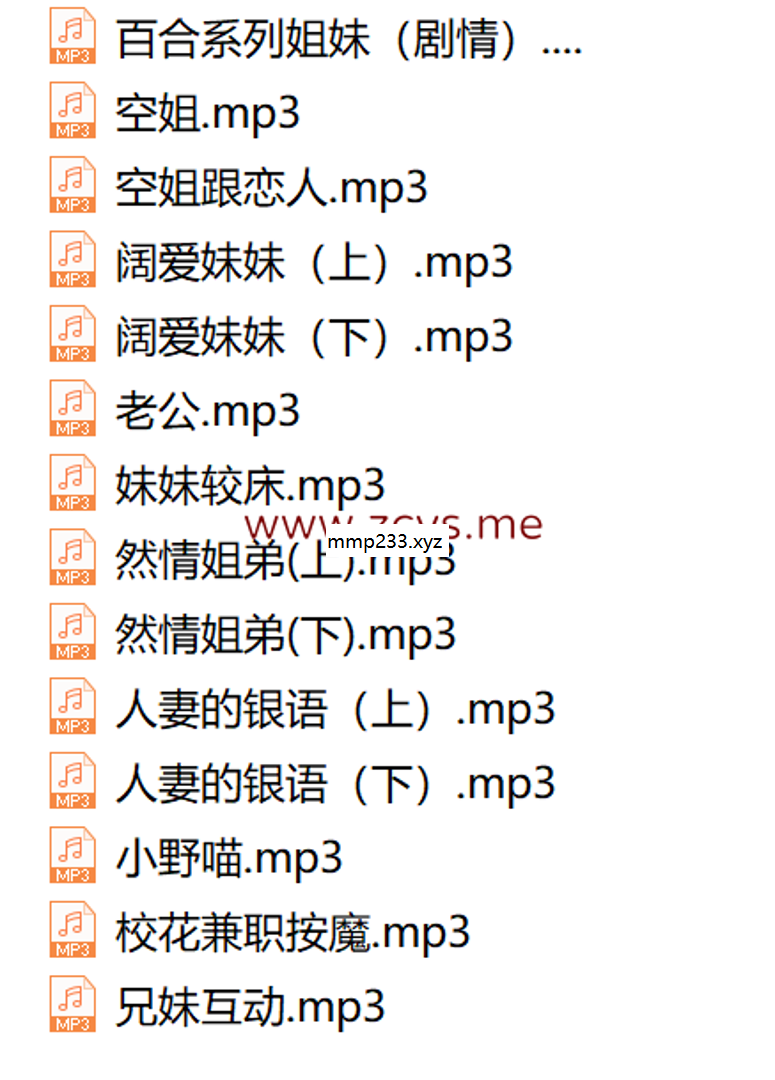 MP3 百合系列姐妹（剧情）....
MP3 空姐.mp3
MP3 空姐跟恋人.mp3
MP3 阔爱妹妹（上）.mp3
MP3 阔爱妹妹（下）.mp3
MP3 老公.mp3
MP3 妹妹较床.mp3
www.zcys.me
mmp233.xyz
MP3 然情姐弟(上).mp3
MP3 然情姐弟(下).mp3
MP3 人妻的银语（上）.mp3
MP3 人妻的银语（下）.mp3
MP3 小野喵.mp3
MP3 校花兼职按魔.mp3
MP3 兄妹互动.mp3